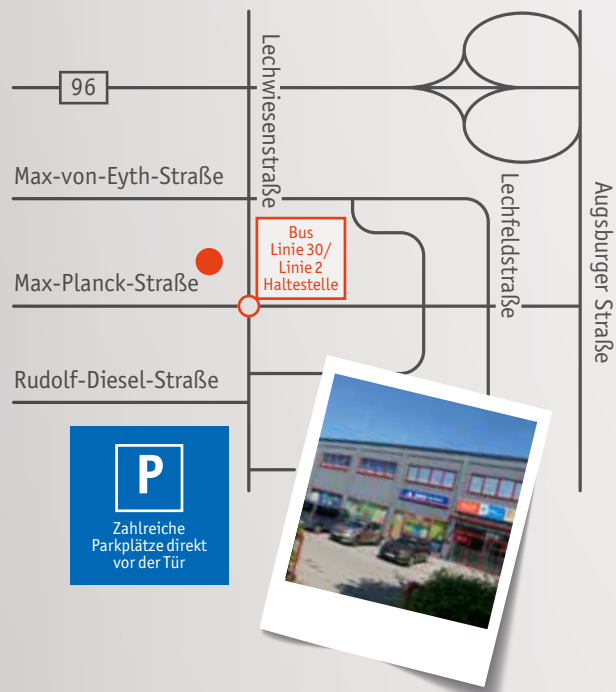 Lechwiesenstraße
96
Max-von-Eyth-Straße
Lechfeldstraße
Augsburger Straße
Bus
Linie 30/
Linie 2
Haltestelle
Max-Planck-Straße
Rudolf-Diesel-Straße
P
Zahlreiche
Parkplätze direkt
vor der Tür